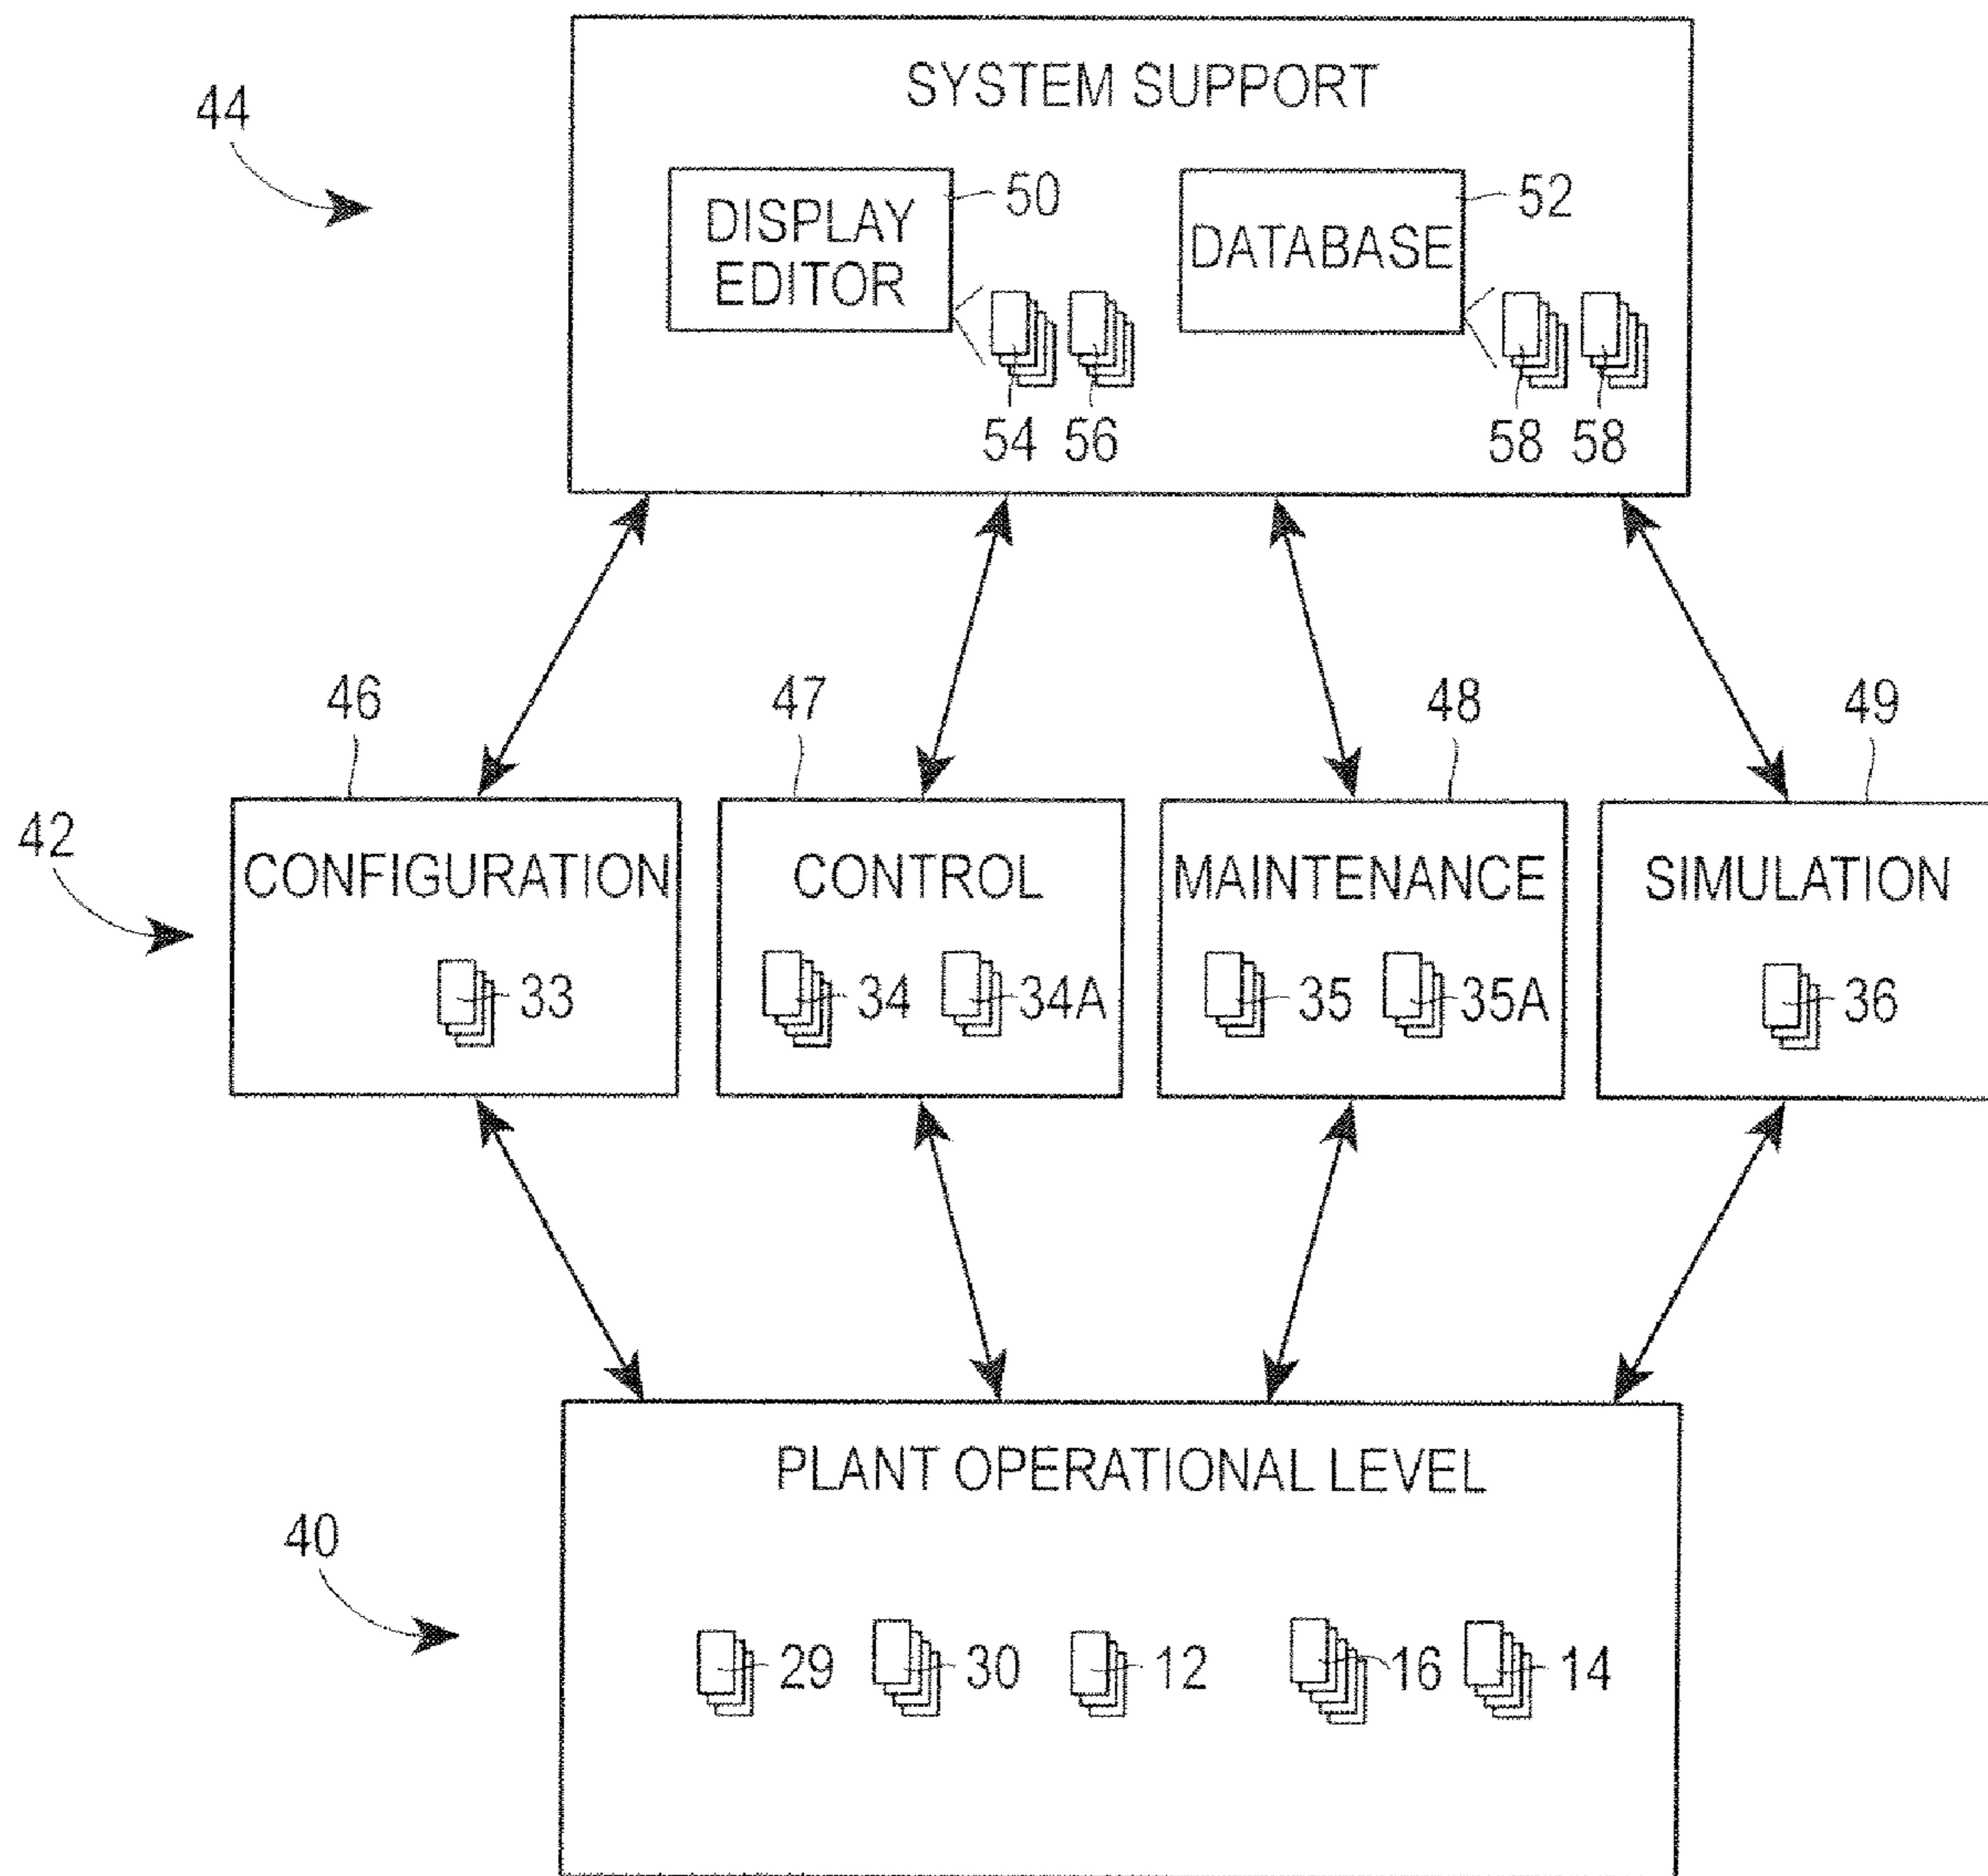 SYSTEM SUPPORT
44
DISPLAY
EDITOR
50
DATABASE
52
54
56
58
58
46
47
48
49
42
CONFIGURATION
CONTROL
MAINTENANCE
SIMULATION
33
34
34A
35
35A
36
PLANT OPERATIONAL LEVEL
40
29
30
12
16
14